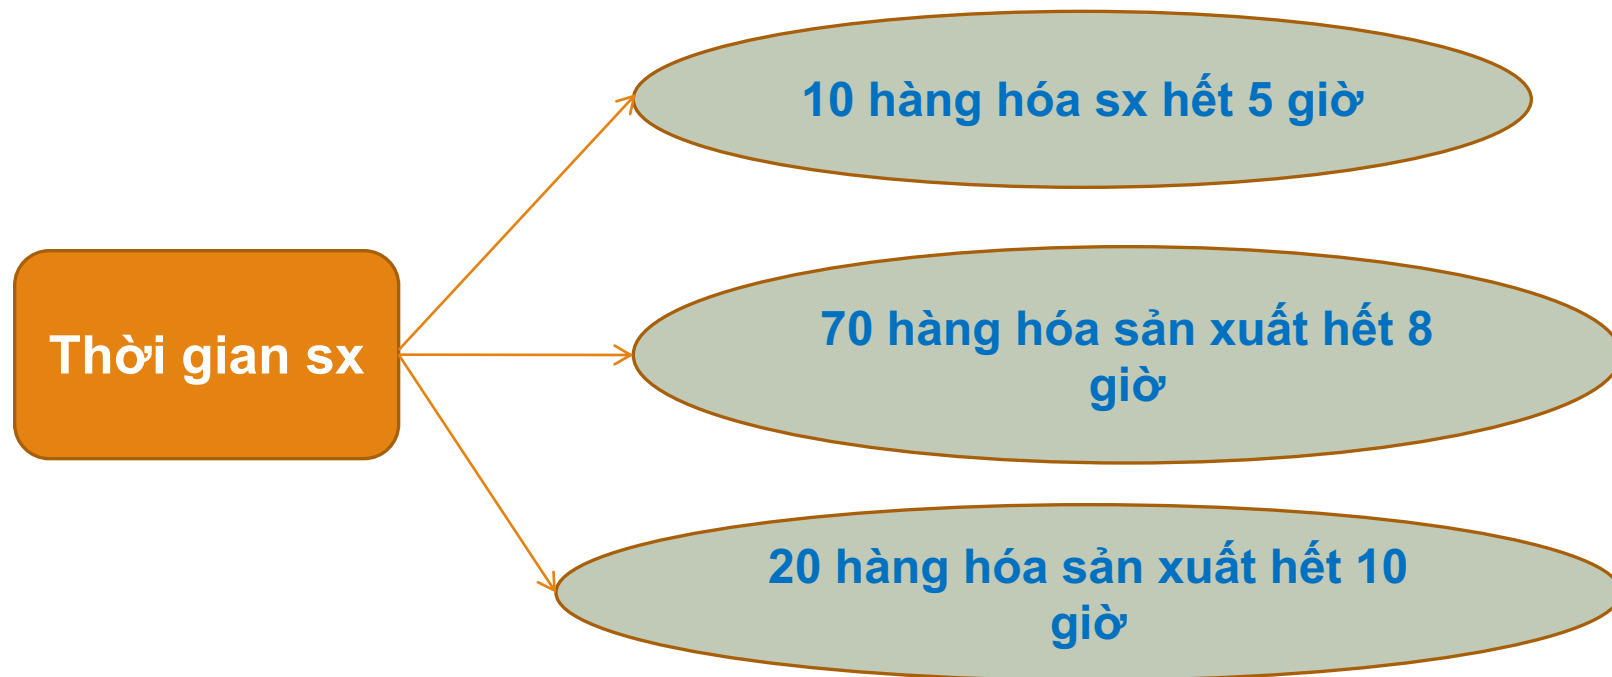 10 hàng hóa sx hết 5 giờ
Thời gian sx
70 hàng hóa sản xuất hết 8
giờ
20 hàng hóa sản xuất hết 10
giờ